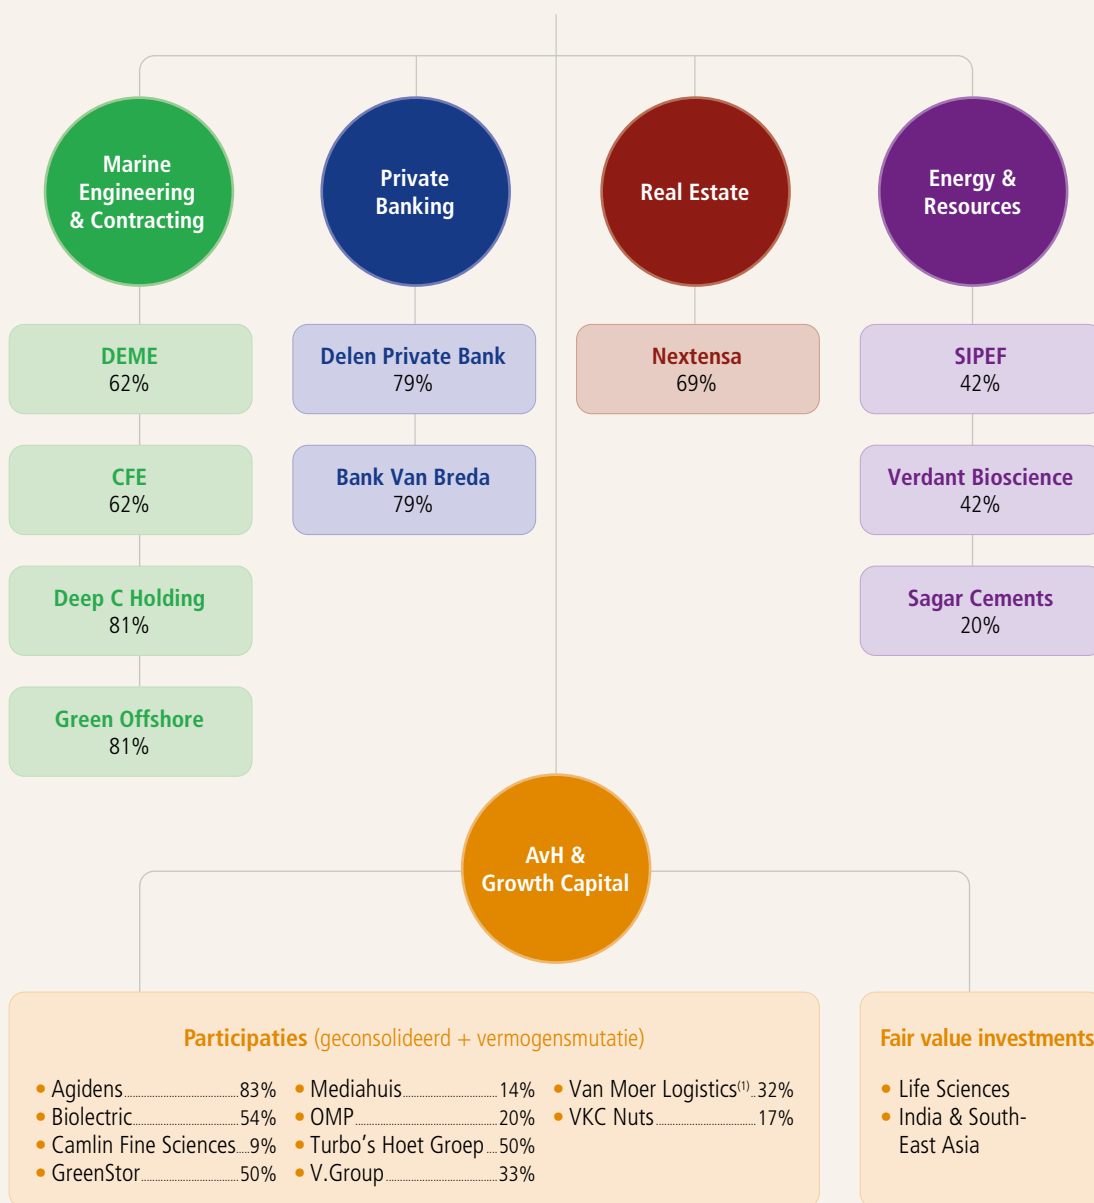 Marine
Engineering
& Contracting
Private
Banking
Real Estate
Energy &
Resources
DEME
62%
CFE
62%
Deep C Holding
81%
Green Offshore
81%
Delen Private Bank
79%
Bank Van Breda
79%
Nextensa
69%
SIPEF
42%
Verdant Bioscience
42%
Sagar Cements
20%
AvH &
Growth Capital
Participaties (geconsolideerd + vermogensmutatie)
• Agidens 83%
• Biolectric 54%
• Camlin Fine Sciences 9%
• GreenStor 50%
• Mediahuis 14%
• OMP 20%
• Turbo's Hoet Groep 50%
• V.Group 33%
• Van Moer Logistics(1) 32%
• VKC Nuts 17%
Fair value investments
• Life Sciences
• India & South-
East Asia